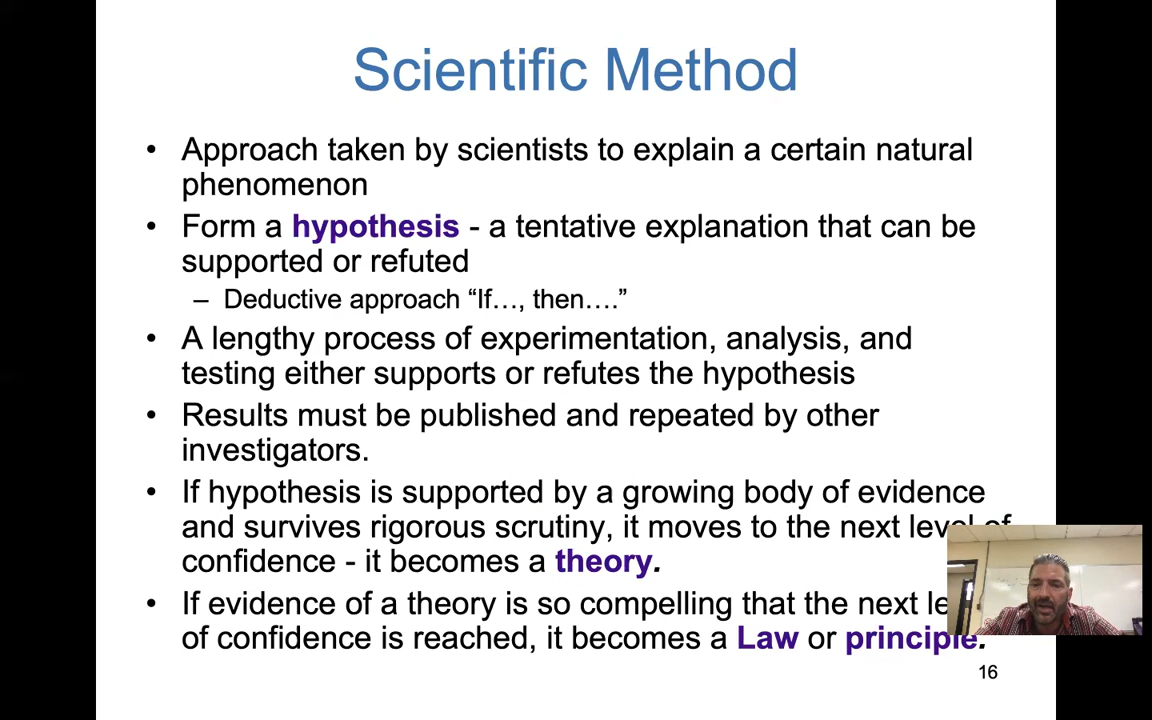 Scientific Method
• Approach taken by scientists to explain a certain natural
phenomenon
• Form a hypothesis - a tentative explanation that can be
supported or refuted
– Deductive approach “If…, then….”
• A lengthy process of experimentation, analysis, and
testing either supports or refutes the hypothesis
• Results must be published and repeated by other
investigators.
• If hypothesis is supported by a growing body of evidence
and survives rigorous scrutiny, it moves to the next level of
confidence - it becomes a theory.
• If evidence of a theory is so compelling that the next le
of confidence is reached, it becomes a Law or principle.
16